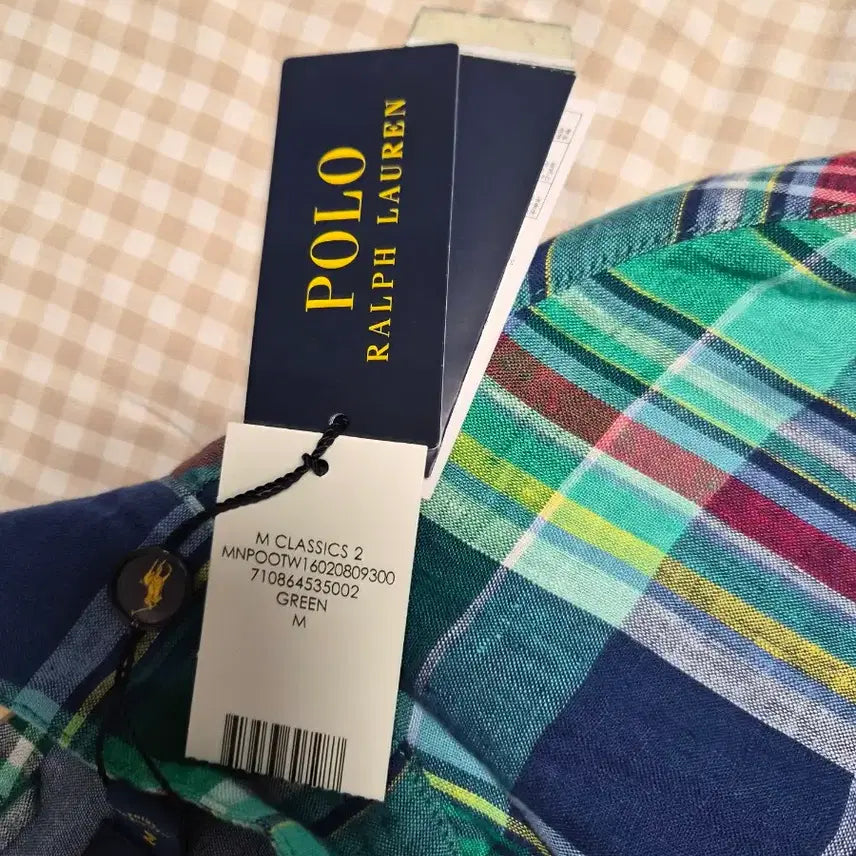 POLO
RALPH LAUREN
M CLASSICS 2
MNPOOTW16020809300
710864535002
GREEN
M